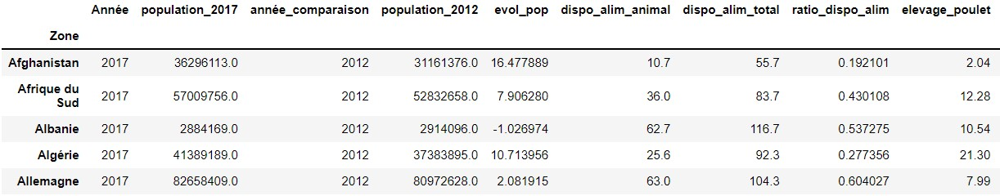 Année population_2017 année_comparaison population_2012 evol_pop dispo_alim_animal dispo_alim_total ratio_dispo_alim elevage_poulet
Zone
Afghanistan 2017 36296113.0 2012 31161376.0 16.477889 10.7 55.7 0.192101 2.04
Afrique du
Sud 2017 57009756.0 2012 52832658.0 7.906280 36.0 83.7 0.430108 12.28
Albanie 2017 2884169.0 2012 2914096.0 -1.026974 62.7 116.7 0.537275 10.54
Algérie 2017 41389189.0 2012 37383895.0 10.713956 25.6 92.3 0.277356 21.30
Allemagne 2017 82658409.0 2012 80972628.0 2.081915 63.0 104.3 0.604027 7.99